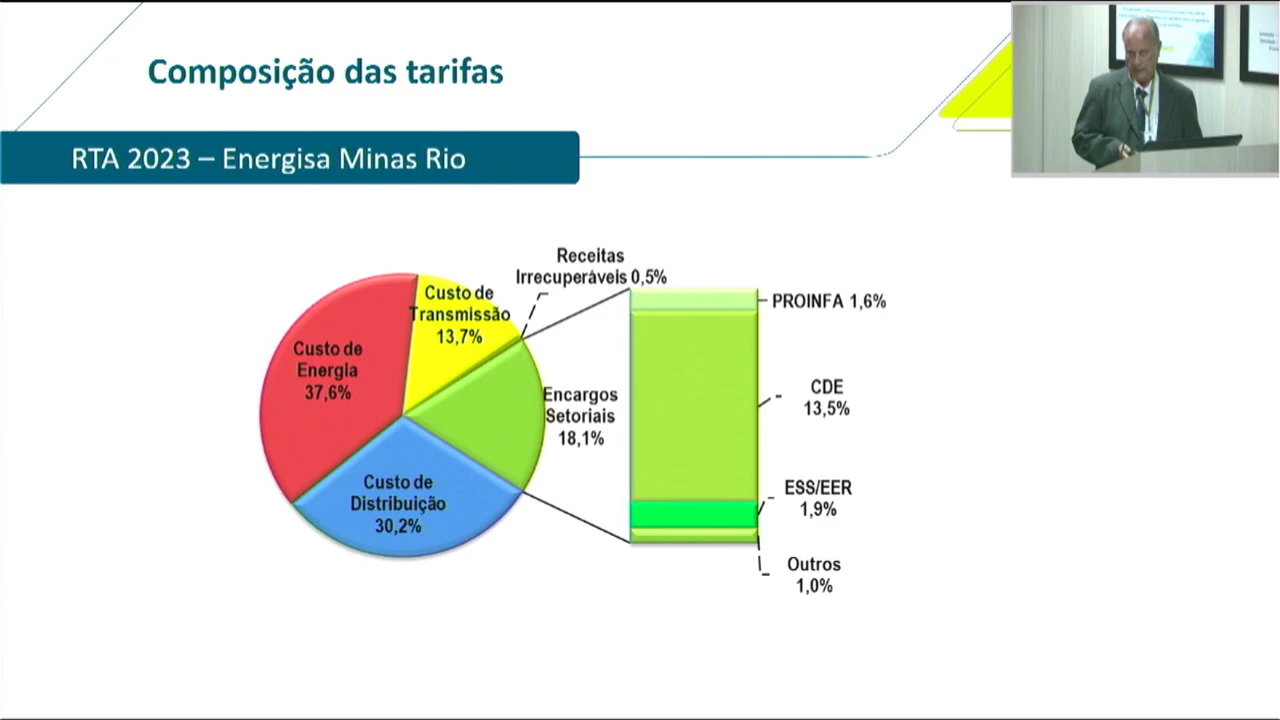 Composição das tarifas
RTA 2023 – Energisa Minas Rio
Receitas
Irrecuperáveis 0,5%
Custo de
Transmissão
13,7%
Custo de
Energia
37,6%
Encargos
Setoriais
18,1%
Custo de
Distribuição
30,2%
PROINFA 1,6%
CDE
13,5%
ESS/EER
1,9%
Outros
1,0%